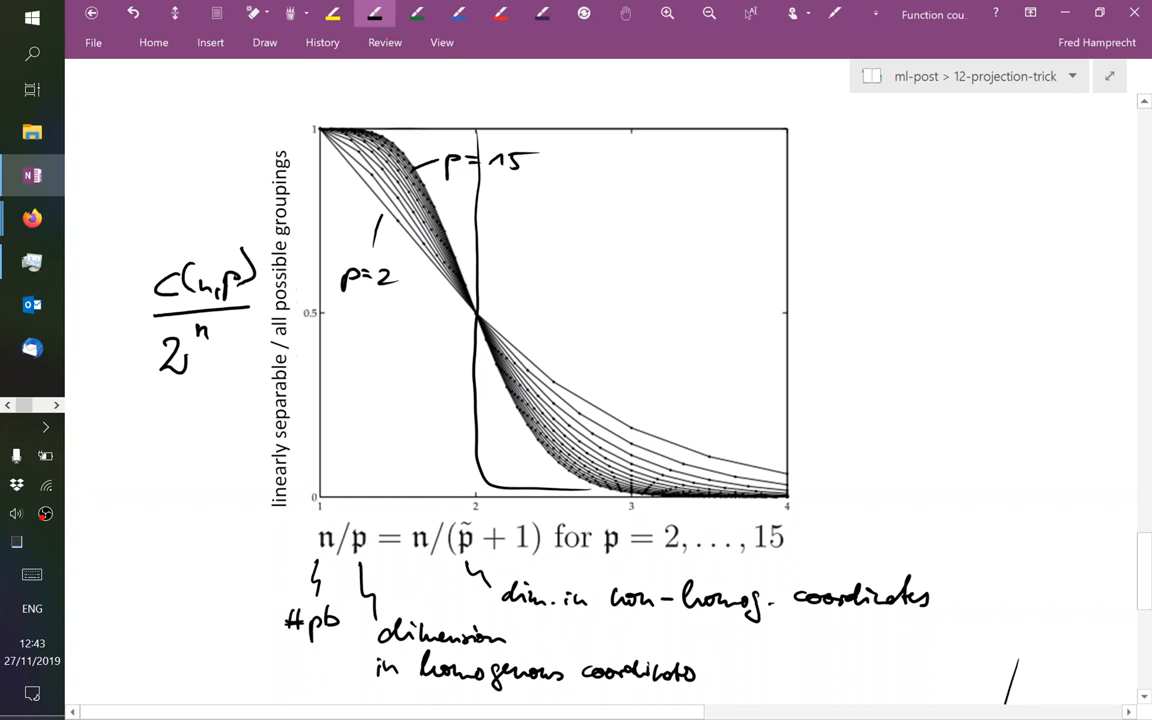 Function cou...
?
File Home Insert Draw History Review View
Fred Hamprecht
ml-post > 12-projection-trick
linearly separable / all possible groupings
1
0.5
0
1 2 3 4
p=15
p=2
C(n,p)
2^n
n/p = n/(p̃ + 1) for p = 2, . . . , 15
dim. in non-homog. coordinates
dimension
in homogenous coordinates
ENG
12:43
27/11/2019